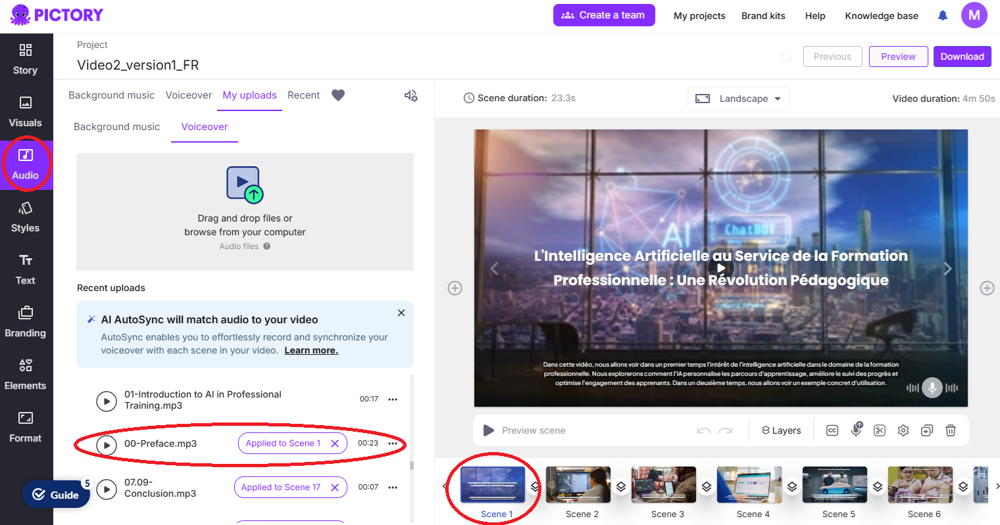 PICTORY
Create a team
My projects
Brand kits
Help
Knowledge base
M
Story
Visuals
Audio
Styles
Text
Branding
Elements
Format
Guide
5
Project
Video2_version1_FR
Previous
Preview
Download
Background music
Voiceover
My uploads
Recent
Background music
Voiceover
Drag and drop files or
browse from your computer
Audio files
Recent uploads
AI AutoSync will match audio to your video
AutoSync enables you to effortlessly record and synchronize your
voiceover with each scene in your video. Learn more.
01-Introduction to AI in Professional
Training.mp3
00:17
00-Preface.mp3
Applied to Scene 1
00:23
07.09-
Conclusion.mp3
Applied to Scene 17
00:07
Scene duration: 23.3s
Landscape
Video duration: 4m 50s
AI
ChatBOT
L'Intelligence Artificielle au Service de la Formation
Professionnelle : Une Révolution Pédagogique
Dans cette vidéo, nous allons voir dans un premier temps l'intérêt de l'intelligence artificielle dans le domaine de la formation
professionnelle. Nous explorerons comment l'IA personnalise les parcours d'apprentissage, améliore le suivi des progrès et
optimise l'engagement des apprenants. Dans un deuxième temps, nous allons voir un exemple concret d'utilisation.
Preview scene
Layers
CC
Scene 1
Scene 2
Scene 3
Scene 4
Scene 5
Scene 6